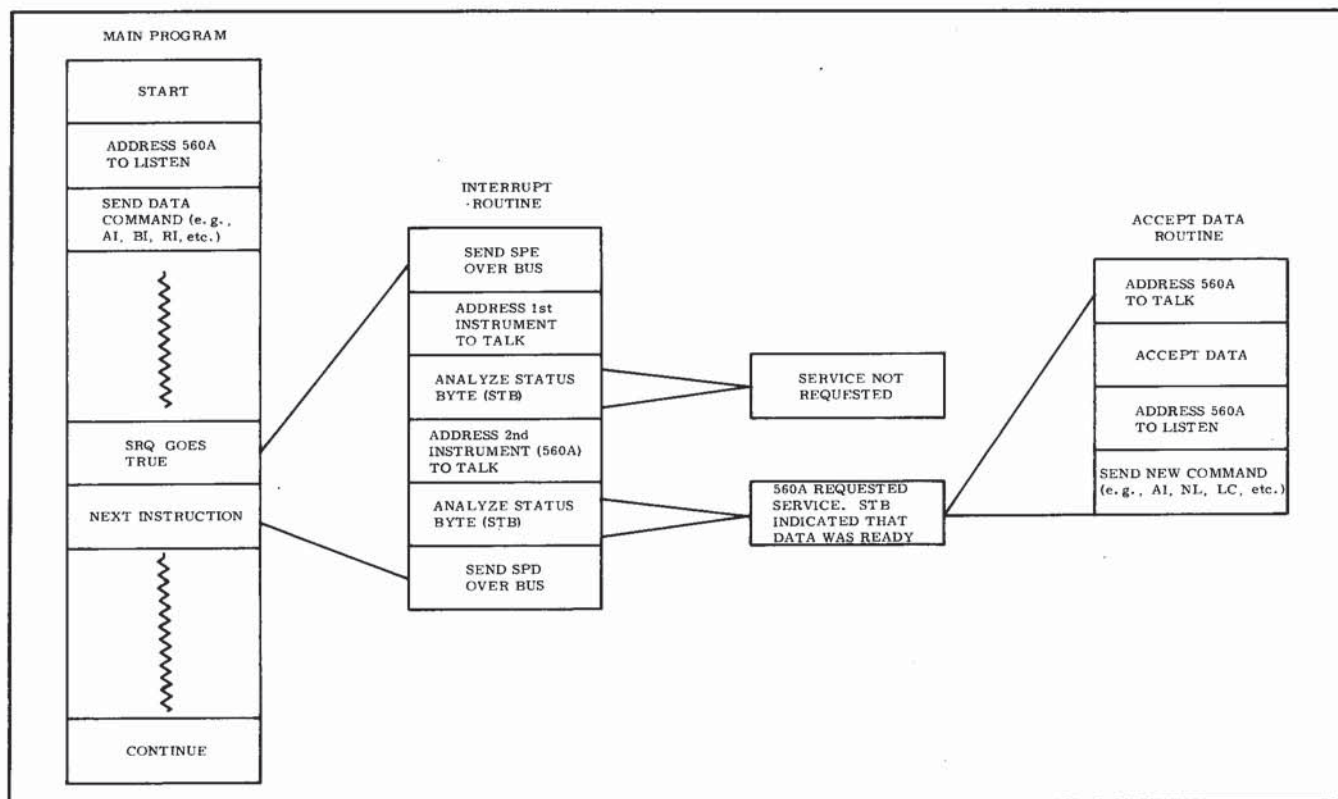 MAIN PROGRAM
START
ADDRESS 560A
TO LISTEN
SEND DATA
COMMAND (e.g.,
AI, BI, RI, etc.)
SRQ GOES
TRUE
NEXT INSTRUCTION
CONTINUE
INTERRUPT
ROUTINE
SEND SPE
OVER BUS
ADDRESS 1st
INSTRUMENT
TO TALK
ANALYZE STATUS
BYTE (STB)
ADDRESS 2nd
INSTRUMENT (560A)
TO TALK
ANALYZE STATUS
BYTE (STB)
SEND SPD
OVER BUS
SERVICE NOT
REQUESTED
560A REQUESTED
SERVICE. STB
INDICATED THAT
DATA WAS READY
ACCEPT DATA
ROUTINE
ADDRESS 560A
TO TALK
ACCEPT DATA
ADDRESS 560A
TO LISTEN
SEND NEW COMMAND
(e.g., AI, NL, LC, etc.)